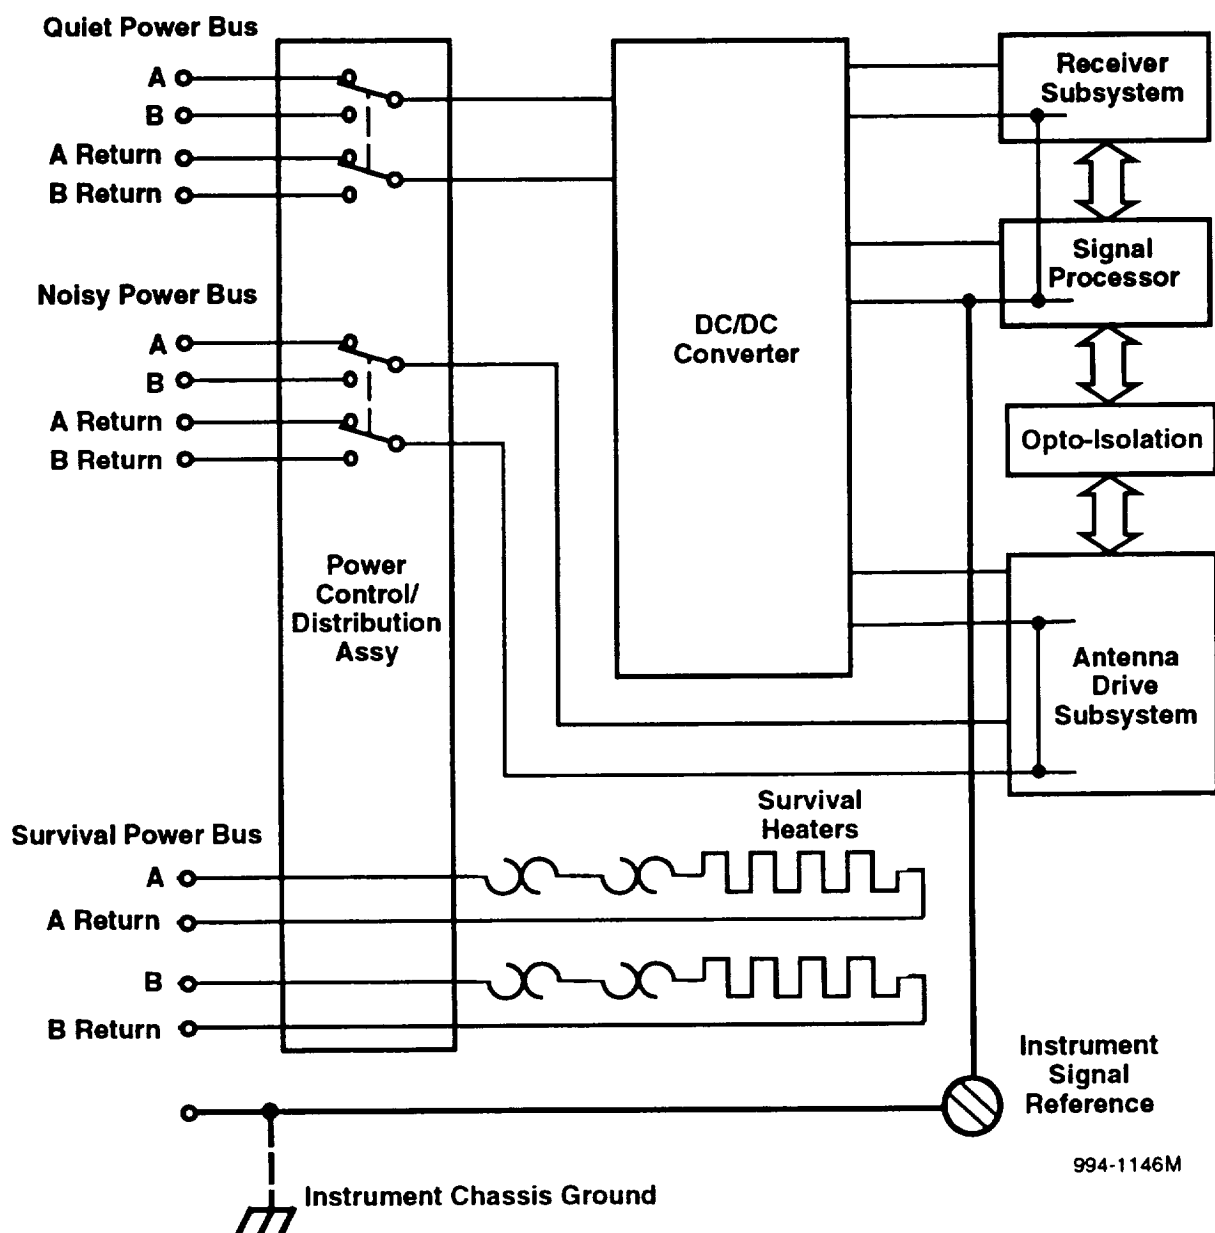 Quiet Power Bus
A
B
A Return
B Return
Noisy Power Bus
A
B
A Return
B Return
Power
Control/
Distribution
Assy
DC/DC
Converter
Receiver
Subsystem
Signal
Processor
Opto-Isolation
Antenna
Drive
Subsystem
Survival
Heaters
Survival Power Bus
A
A Return
B
B Return
Instrument
Signal
Reference
994-1146M
Instrument Chassis Ground